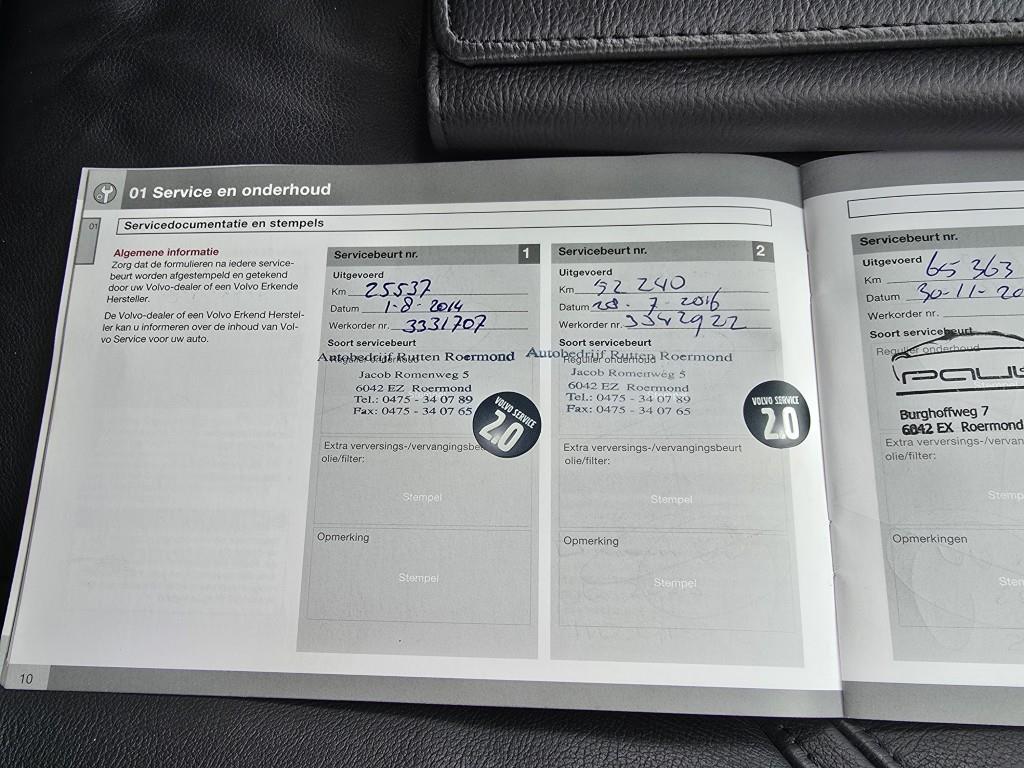 01 Service en onderhoud
01
Servicedocumentatie en stempels
Algemene informatie
Zorg dat de formulieren na iedere service-
beurt worden afgestempeld en getekend
door uw Volvo-dealer of een Volvo Erkende
Hersteller.
De Volvo-dealer of een Volvo Erkend Herstel-
ler kan u informeren over de inhoud van Vol-
vo Service voor uw auto.
Servicebeurt nr. 1
Uitgevoerd
Km 25537
Datum 1-8-2014
Werkorder nr. 3331707
Soort servicebeurt
Regulier onderhoud
Autobedrijf Rutten Roermond
Jacob Romenweg 5
6042 EZ Roermond
Tel.: 0475 - 34 07 89
Fax: 0475 - 34 07 65
VOLVO SERVICE
2.0
Extra verversings-/vervangingsbe
olie/filter:
Stempel
Opmerking
Stempel
Servicebeurt nr. 2
Uitgevoerd
Km 52 240
Datum 28-7-2016
Werkorder nr. 3342922
Soort servicebeurt
Regulier onderhoud
Autobedrijf Rutten Roermond
Jacob Romenweg 5
6042 EZ Roermond
Tel.: 0475 - 34 07 89
Fax: 0475 - 34 07 65
VOLVO SERVICE
2.0
Extra verversings-/vervangingsbeurt
olie/filter:
Stempel
Opmerking
Stempel
10
Servicebeurt nr.
Uitgevoerd
Km 65 363
Datum 30-11-20
Werkorder nr.
Soort servicebeurt
Regulier onderhoud
Burghoffweg 7
6042 EX Roermond
Extra verversings-/vervan
olie/filter:
Stemp
Opmerkingen
Sten